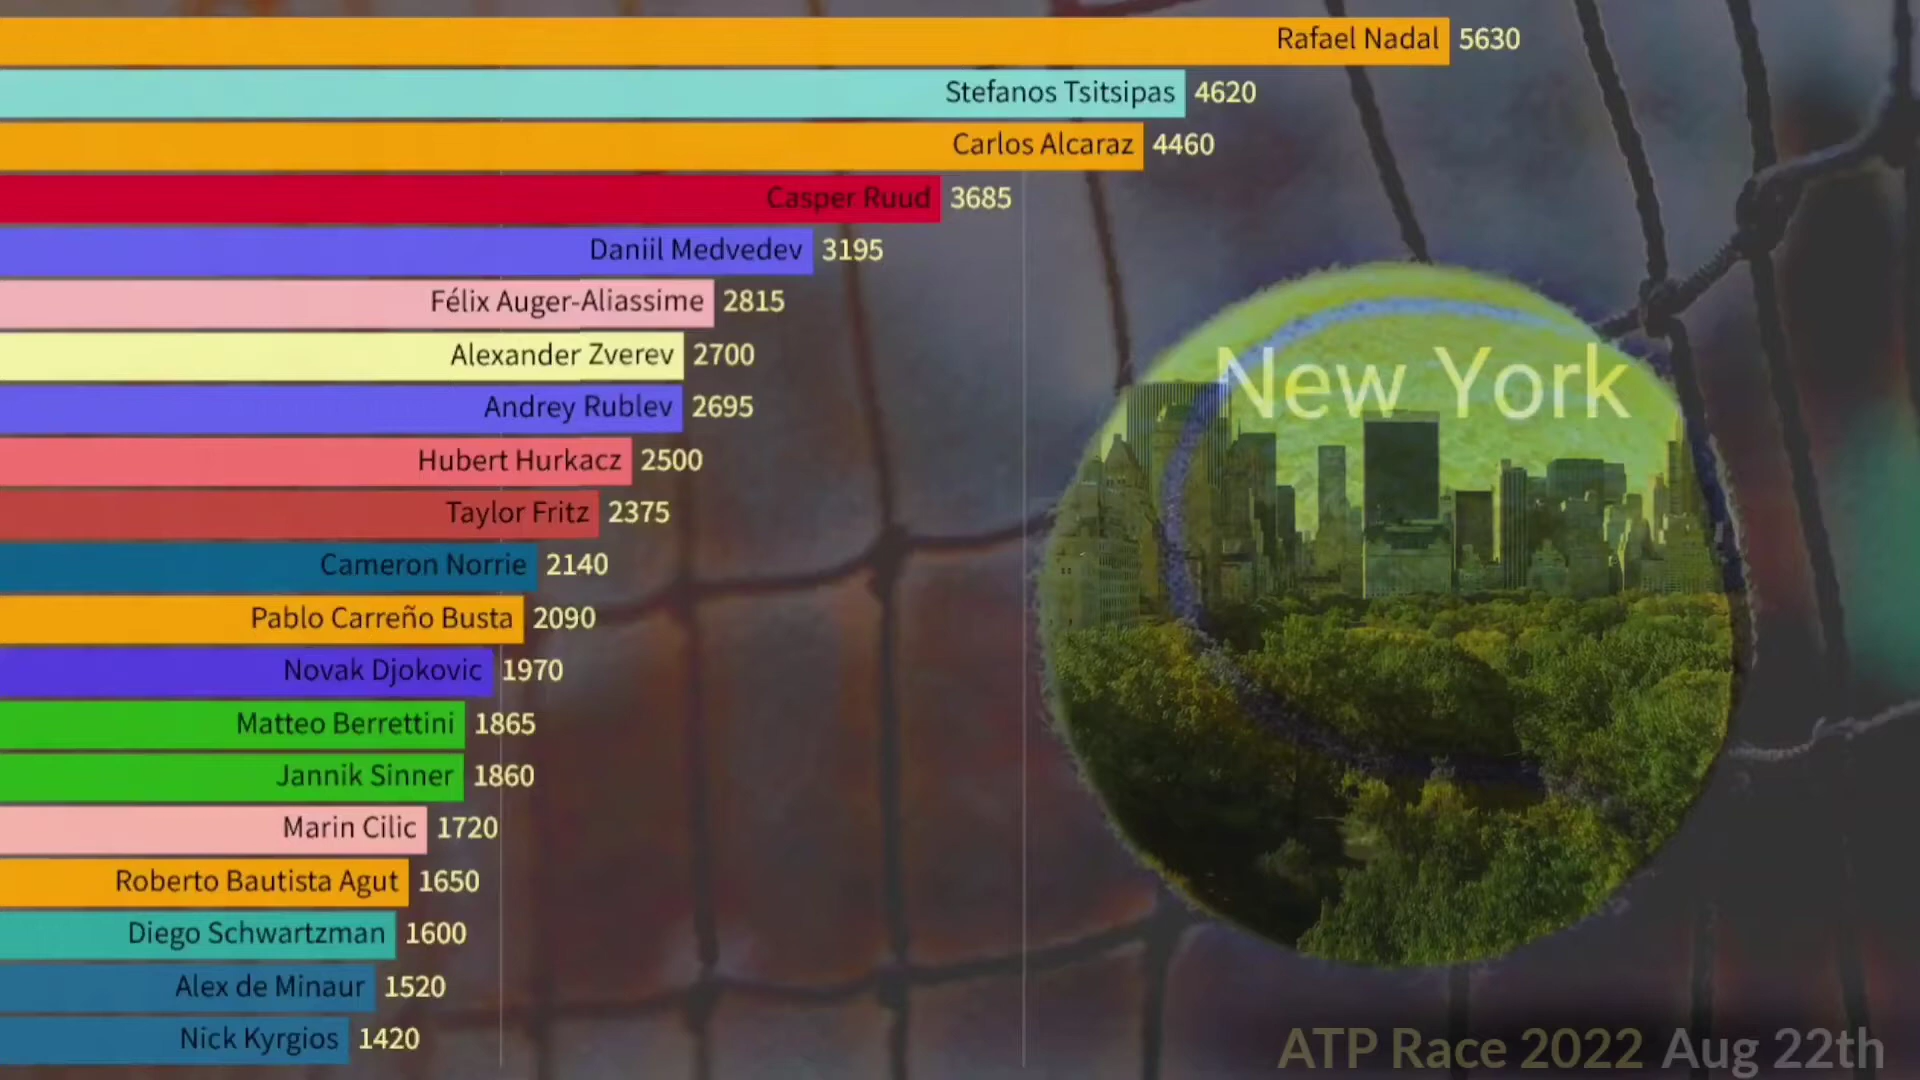 Rafael Nadal 5630
Stefanos Tsitsipas 4620
Carlos Alcaraz 4460
Casper Ruud 3685
Daniil Medvedev 3195
Félix Auger-Aliassime 2815
Alexander Zverev 2700
Andrey Rublev 2695
Hubert Hurkacz 2500
Taylor Fritz 2375
Cameron Norrie 2140
Pablo Carreño Busta 2090
Novak Djokovic 1970
Matteo Berrettini 1865
Jannik Sinner 1860
Marin Cilic 1720
Roberto Bautista Agut 1650
Diego Schwartzman 1600
Alex de Minaur 1520
Nick Kyrgios 1420
New York
ATP Race 2022 Aug 22th